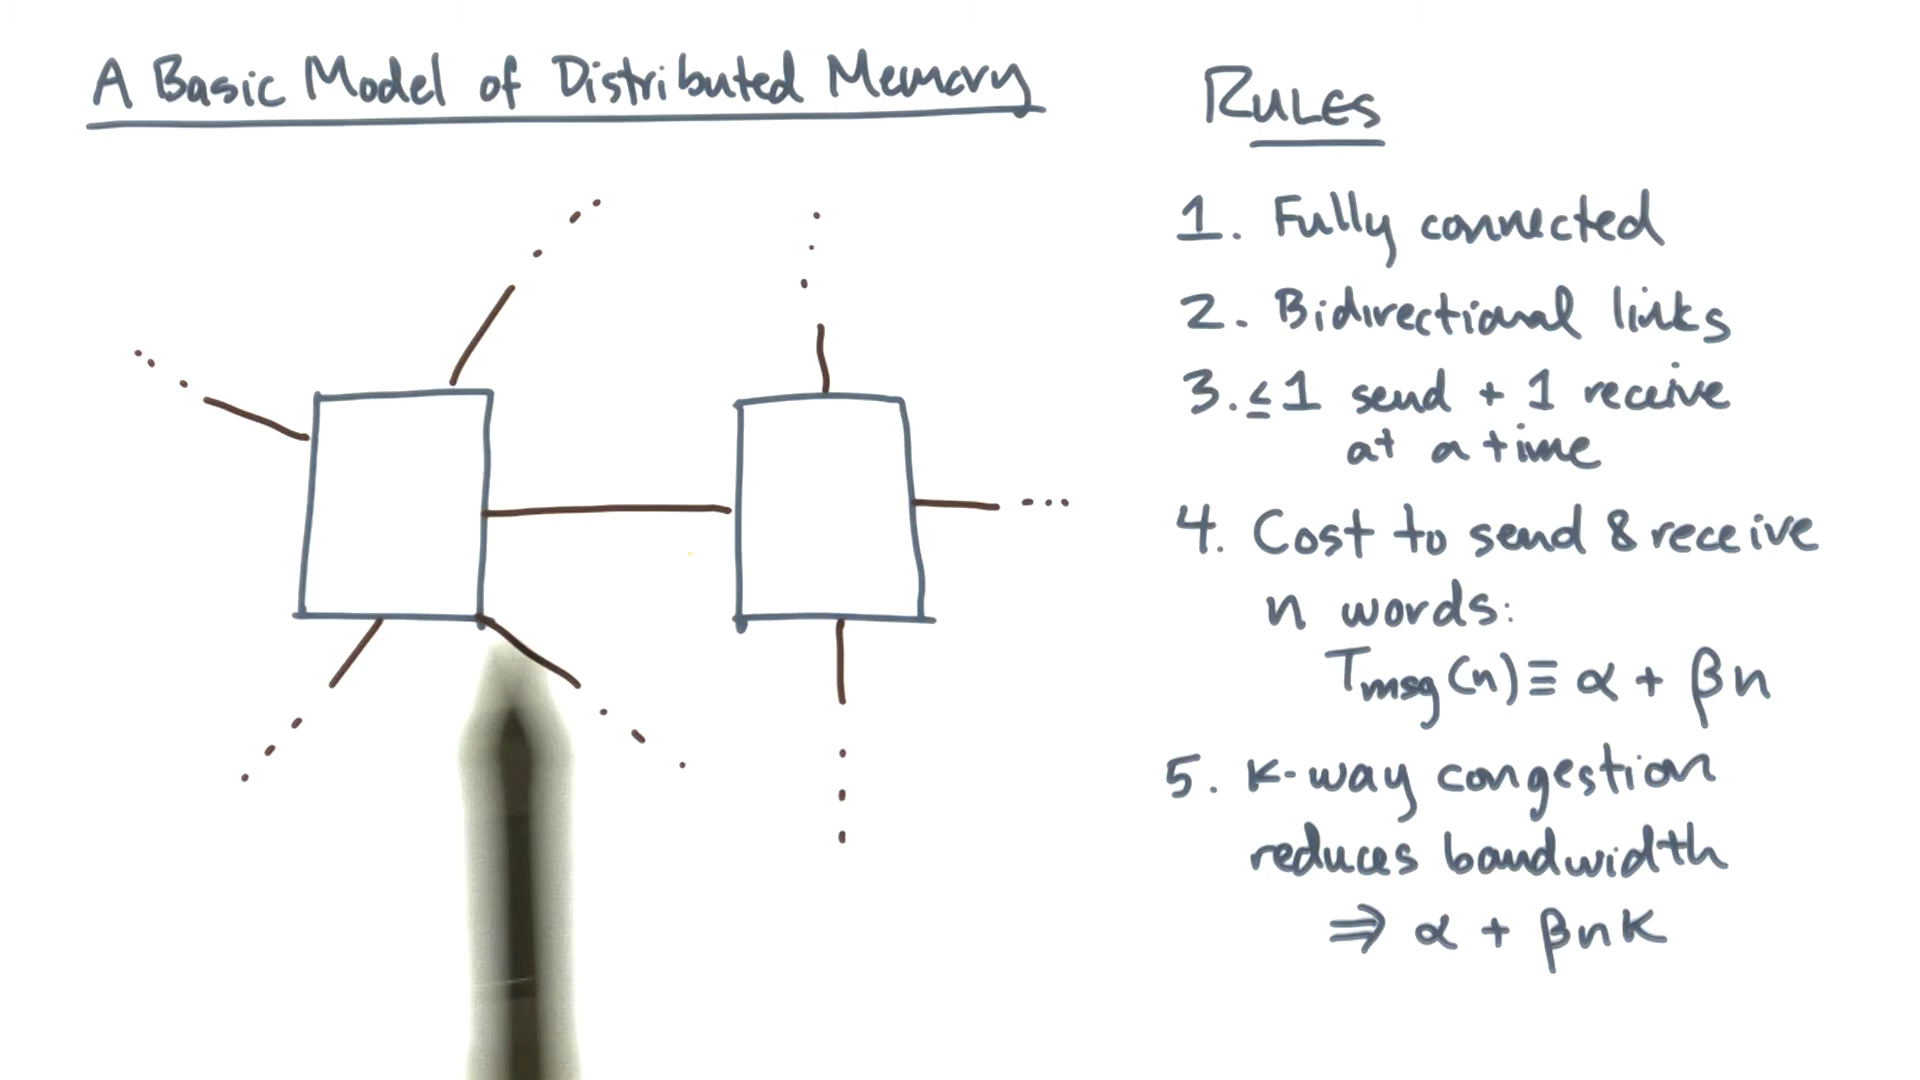 A Basic Model of Distributed Memory
RULES
1. Fully connected
2. Bidirectional links
3. ≤1 send + 1 receive
at a time
4. Cost to send & receive
n words:
Tmsg(n) ≡ α + βn
5. K-way congestion
reduces bandwidth
⇒ α + βnK